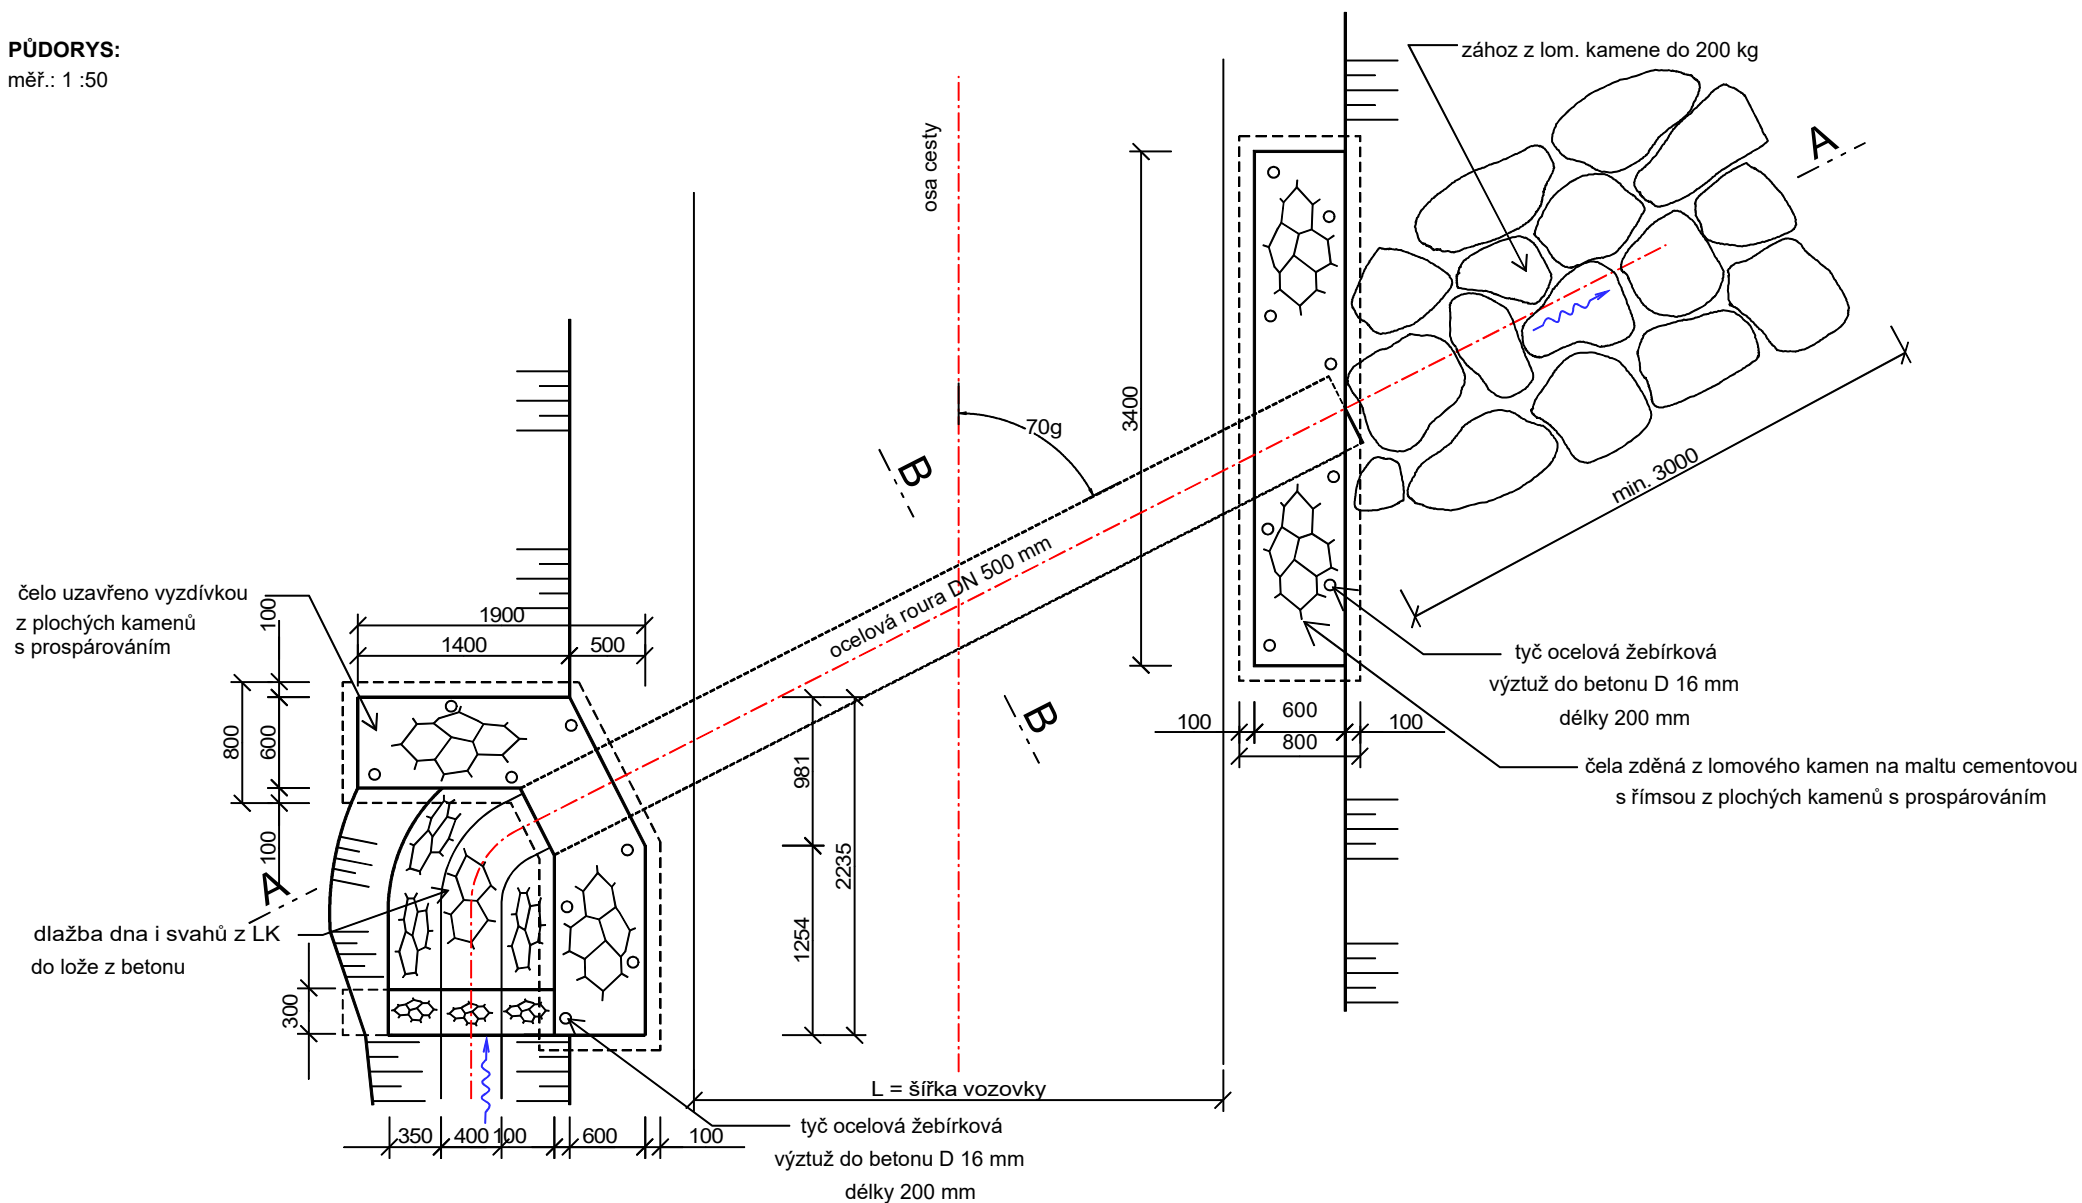 PŮDORYS:
měř.: 1 :50
zához z lom. kamene do 200 kg
A
osa cesty
3400
70g
B
min. 3000
ocelová roura DN 500 mm
čelo uzavřeno vyzdívkou
z plochých kamenů
s prospárováním
100
1900
1400
500
800
600
100
tyč ocelová žebírková
výztuž do betonu D 16 mm
délky 200 mm
100
600
100
800
B
čela zděná z lomového kamen na maltu cementovou
s římsou z plochých kamenů s prospárováním
981
2235
1254
A
dlažba dna i svahů z LK
do lože z betonu
300
L = šířka vozovky
350
400
100
600
100
tyč ocelová žebírková
výztuž do betonu D 16 mm
délky 200 mm